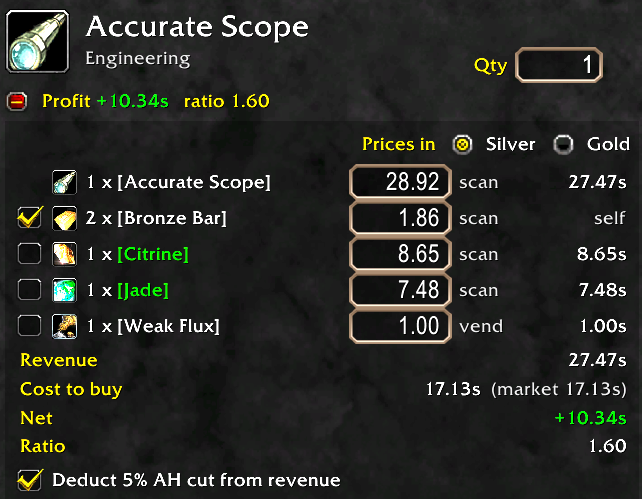 Accurate Scope
Engineering
Qty 1
Profit +10.34s ratio 1.60
Prices in Silver Gold
1 x [Accurate Scope] 28.92 scan 27.47s
2 x [Bronze Bar] 1.86 scan self
1 x [Citrine] 8.65 scan 8.65s
1 x [Jade] 7.48 scan 7.48s
1 x [Weak Flux] 1.00 vend 1.00s
Revenue 27.47s
Cost to buy 17.13s (market 17.13s)
Net +10.34s
Ratio 1.60
Deduct 5% AH cut from revenue